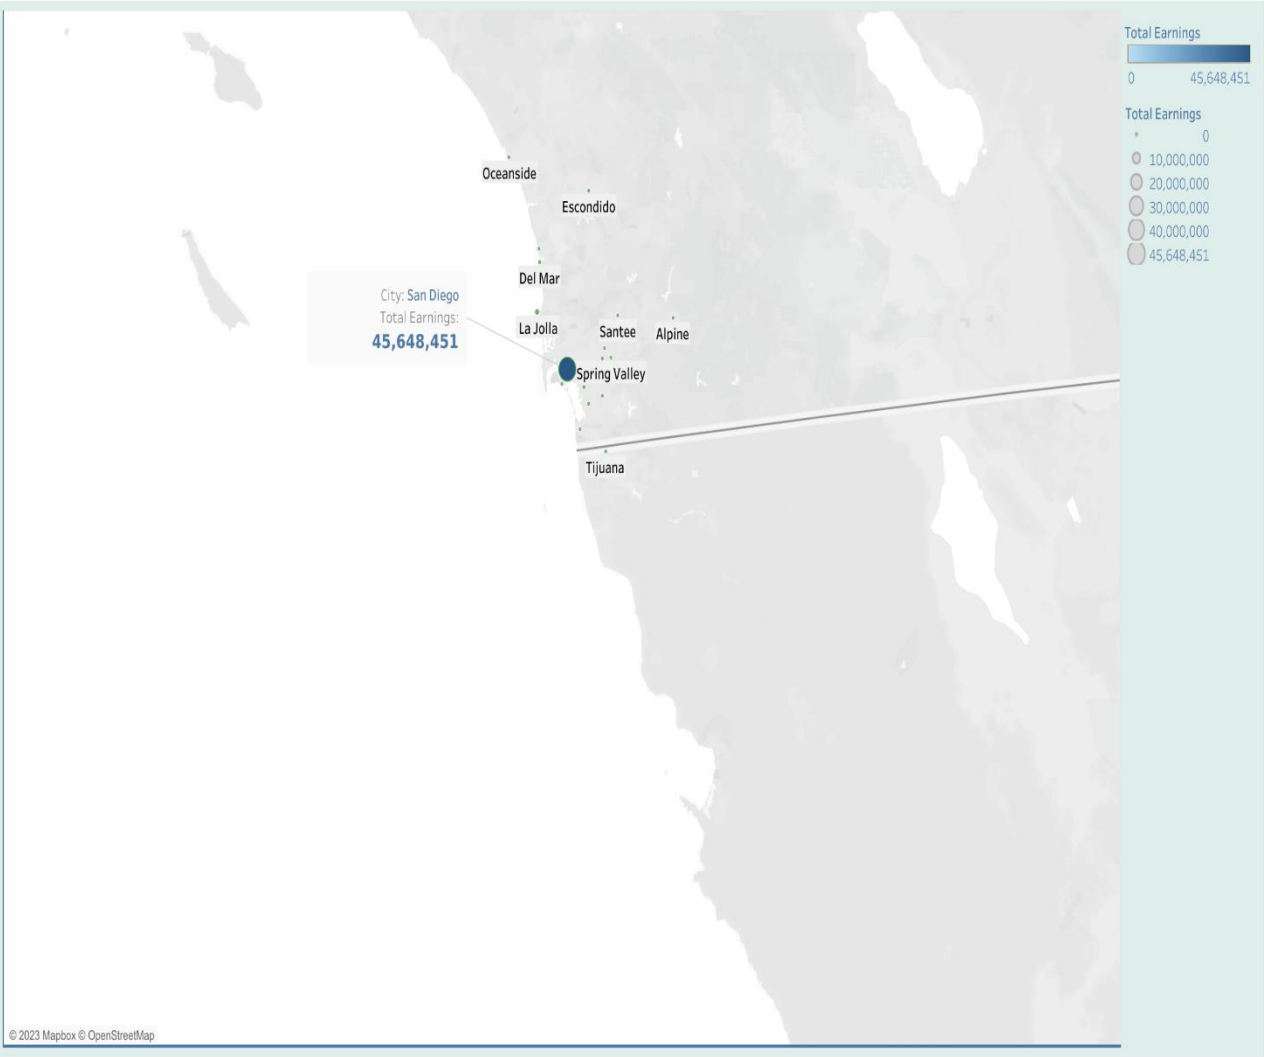 Total Earnings
0 45,648,451
Total Earnings
0
10,000,000
20,000,000
30,000,000
40,000,000
45,648,451
Oceanside
Escondido
Del Mar
City: San Diego
Total Earnings:
45,648,451
La Jolla
Santee
Alpine
Spring Valley
Tijuana
© 2023 Mapbox © OpenStreetMap